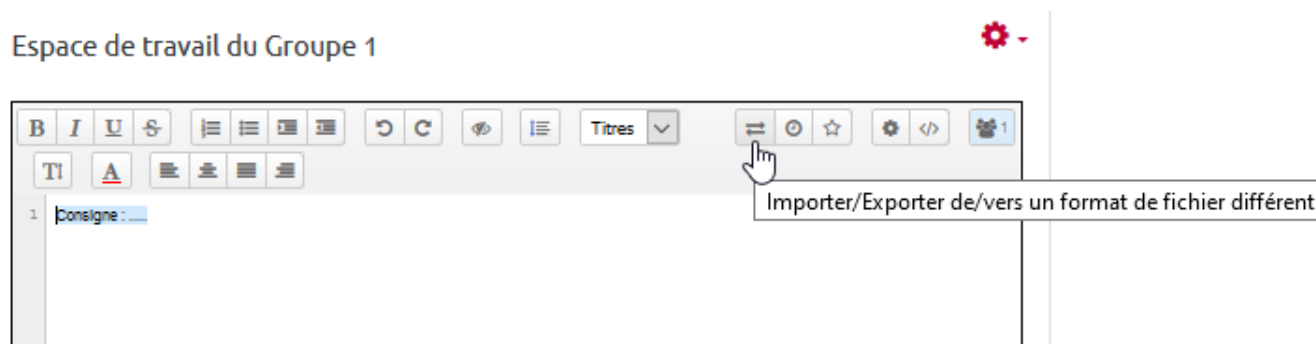 Espace de travail du Groupe 1
B I U S Titres </> 1
T A
Importer/Exporter de/vers un format de fichier différent
1 Consigne : .....